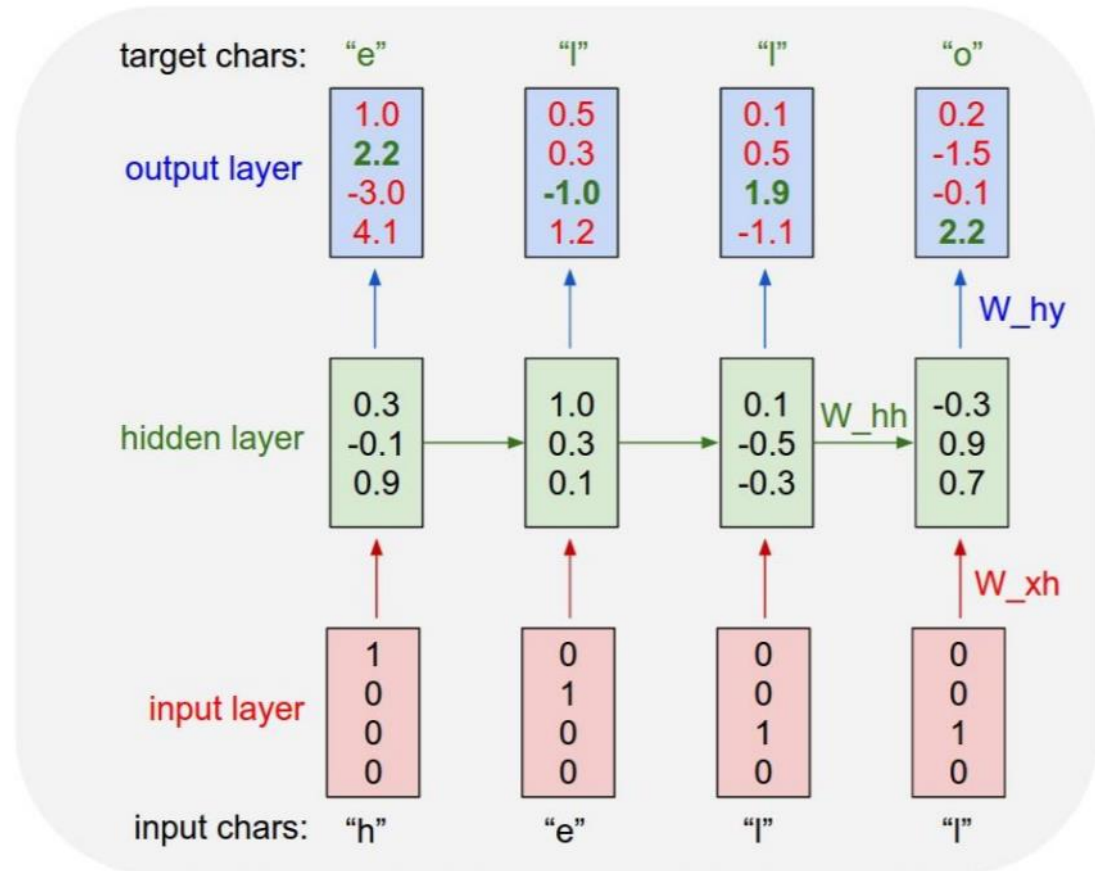 target chars: “e” “l” “l” “o”
1.0 0.5 0.1 0.2
2.2 0.3 0.5 -1.5
output layer
-3.0 -1.0 1.9 -0.1
4.1 1.2 -1.1 2.2
W_hy
0.3 1.0 0.1 -0.3
W_hh
hidden layer -0.1 0.3 -0.5 0.9
0.9 0.1 -0.3 0.7
W_xh
1 0 0 0
0 1 0 0
input layer
0 0 1 1
0 0 0 0
input chars: “h” “e” “l” “l”